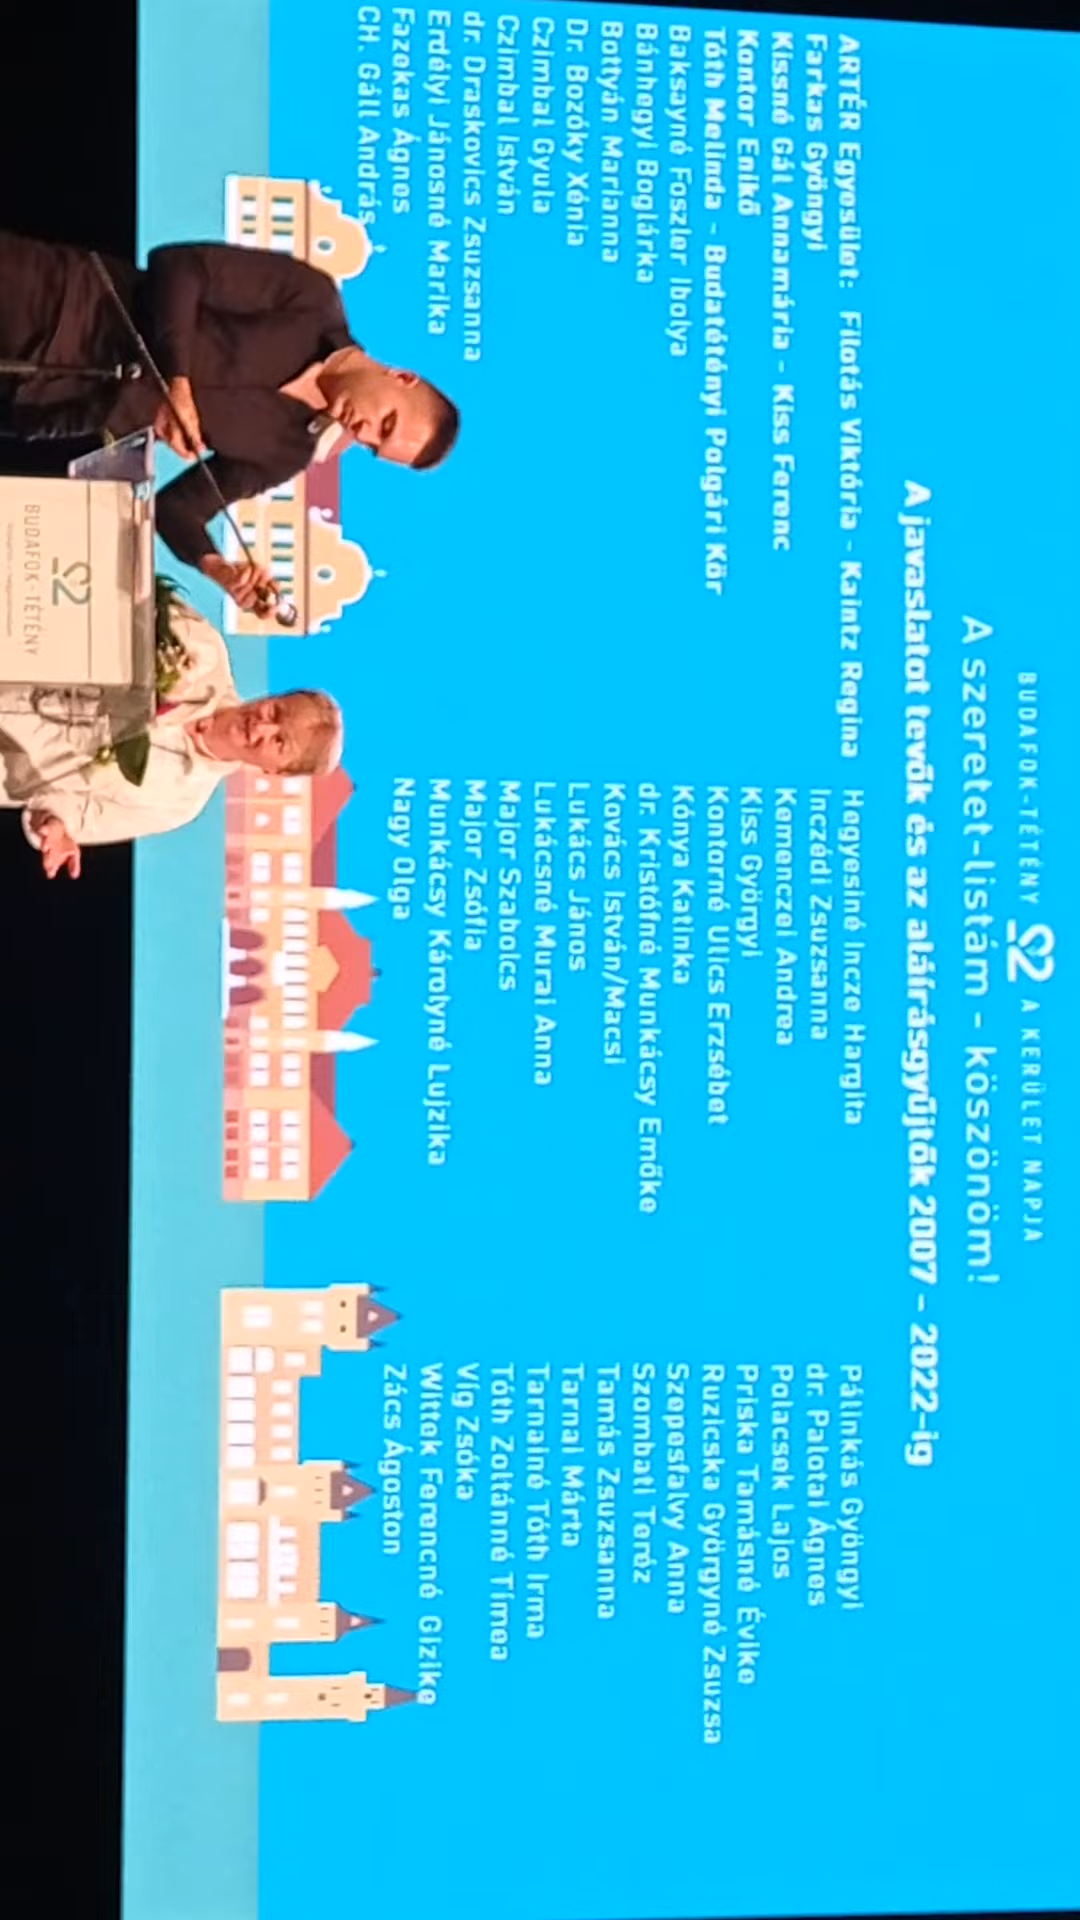 BUDAFOK-TÉTÉNY 22 A KERÜLET NAPJA
A szeretet-listám - köszönöm!
A javaslatot tevők és az aláírásgyűjtők 2007 - 2022-ig
ARTÉR Egyesület: Filotás Viktória - Kaintz Regina
Farkas Gyöngyi
Kissné Gál Annamária - Kiss Ferenc
Kontor Enikő
Tóth Melinda - Budatétényi Polgári Kör
Baksayné Foszler Ibolya
Bánhegyi Boglárka
Bottyán Marianna
Dr. Bozóky Xénia
Czimbal Gyula
Czimbal István
dr. Draskovics Zsuzsanna
Erdélyi Jánosné Marika
Fazekas Ágnes
CH. Gáll András
Hegyesiné Incze Hargita
Inczédi Zsuzsanna
Kemenczei Andrea
Kiss Györgyi
Kontorné Ulics Erzsébet
Kónya Katinka
dr. Kristófné Munkácsy Emőke
Kovács István/Macsi
Lukács János
Lukácsné Murai Anna
Major Szabolcs
Major Zsófia
Munkácsy Károlyné Lujzika
Nagy Olga
Pálinkás Gyöngyi
dr. Palotai Ágnes
Polacsek Lajos
Priska Tamásné Évike
Ruzicska Györgyné Zsuzsa
Szepesfalvy Anna
Szombati Teréz
Tamás Zsuzsanna
Tarnai Márta
Tarnainé Tóth Irma
Tóth Zoltánné Tímea
Víg Zsóka
Wittek Ferencné Gizike
Zács Ágoston
22
BUDAFOK-TÉTÉNY